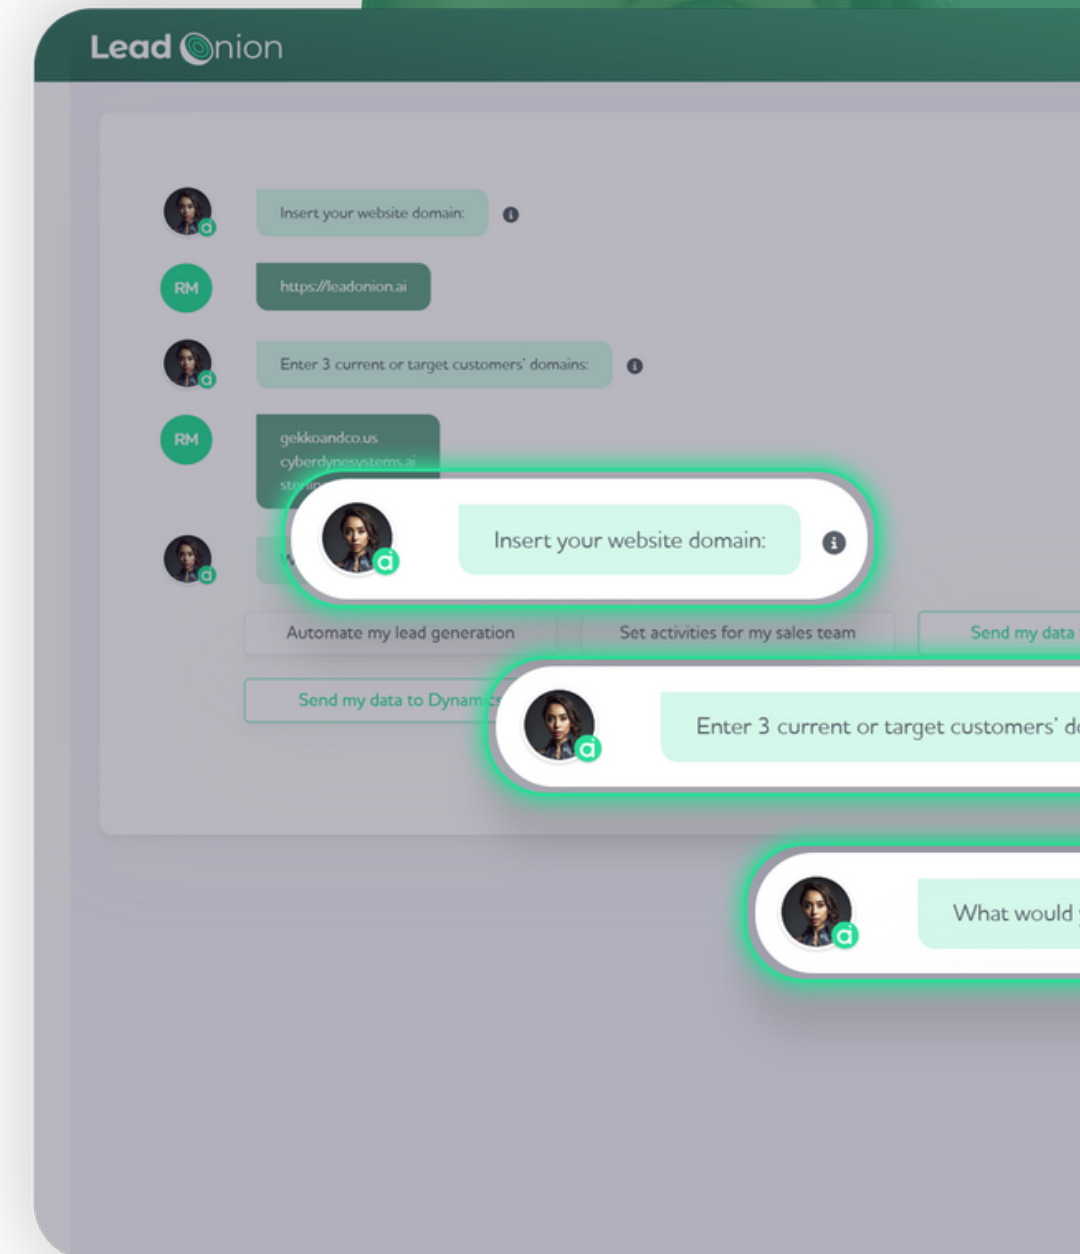 Lead Onion
Insert your website domain:
RM
https://leadonion.ai
Enter 3 current or target customers' domains:
RM
gekkoandco.us
cyberdynesystems.ai
Insert your website domain:
Automate my lead generation
Set activities for my sales team
Send my data
Send my data to Dynamics
Enter 3 current or target customers'
What would